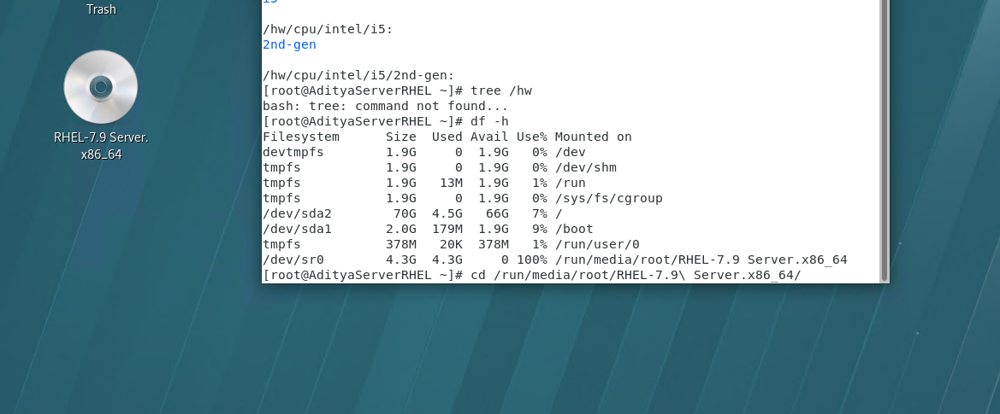 Trash
RHEL-7.9 Server.
x86_64
i5
/hw/cpu/intel/i5:
2nd-gen
/hw/cpu/intel/i5/2nd-gen:
[root@AdityaServerRHEL ~]# tree /hw
bash: tree: command not found...
[root@AdityaServerRHEL ~]# df -h
Filesystem      Size  Used Avail Use% Mounted on
devtmpfs        1.9G     0  1.9G   0% /dev
tmpfs           1.9G     0  1.9G   0% /dev/shm
tmpfs           1.9G   13M  1.9G   1% /run
tmpfs           1.9G     0  1.9G   0% /sys/fs/cgroup
/dev/sda2        70G  4.5G   66G   7% /
/dev/sda1       2.0G  179M  1.9G   9% /boot
tmpfs           378M   20K  378M   1% /run/user/0
/dev/sr0        4.3G  4.3G     0 100% /run/media/root/RHEL-7.9 Server.x86_64
[root@AdityaServerRHEL ~]# cd /run/media/root/RHEL-7.9\ Server.x86_64/